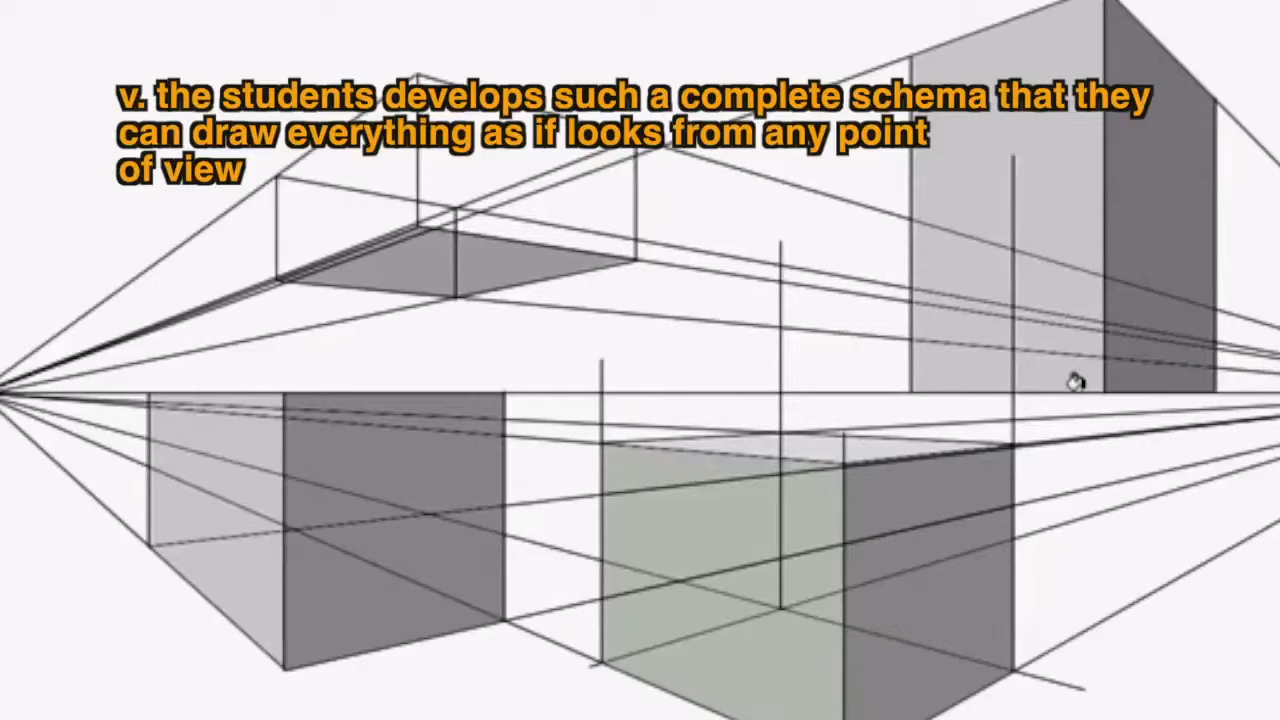 v. the students develops such a complete schema that they
can draw everything as if looks from any point
of view